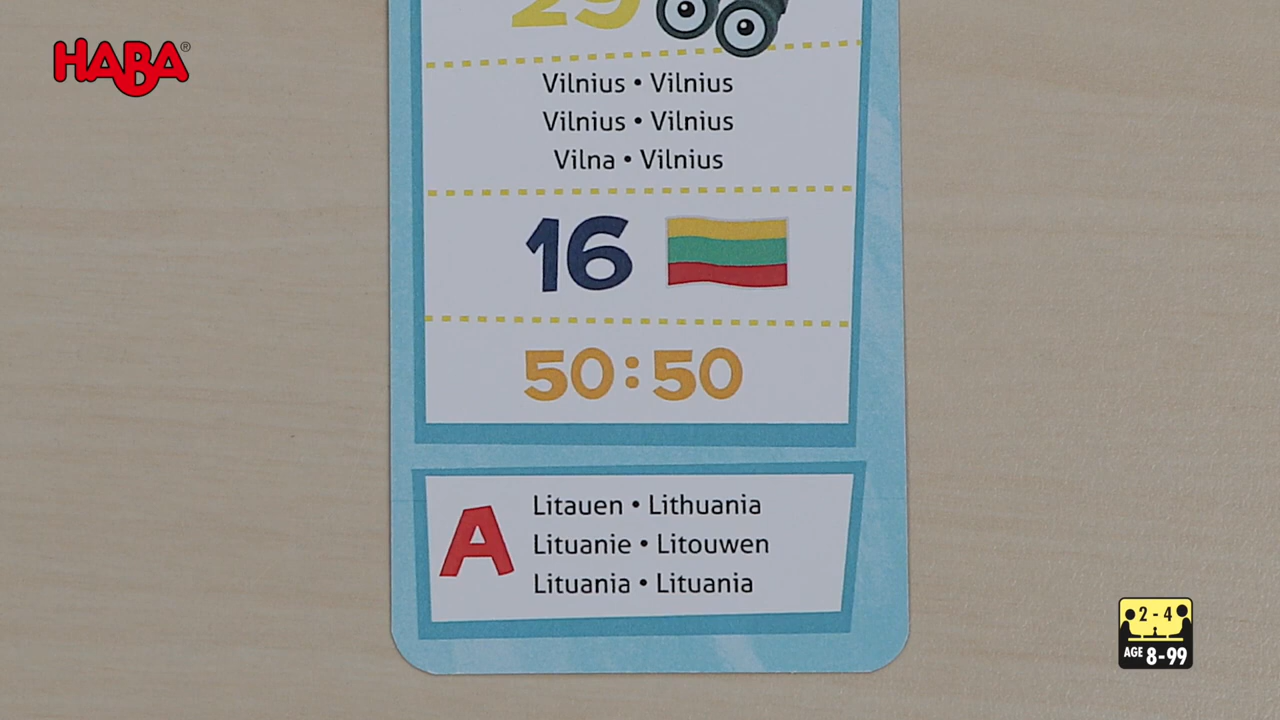 HABA®
29
Vilnius • Vilnius
Vilnius • Vilnius
Vilna • Vilnius
16
50:50
A
Litauen • Lithuania
Lituanie • Litouwen
Lituania • Lituania
2 - 4
AGE 8-99